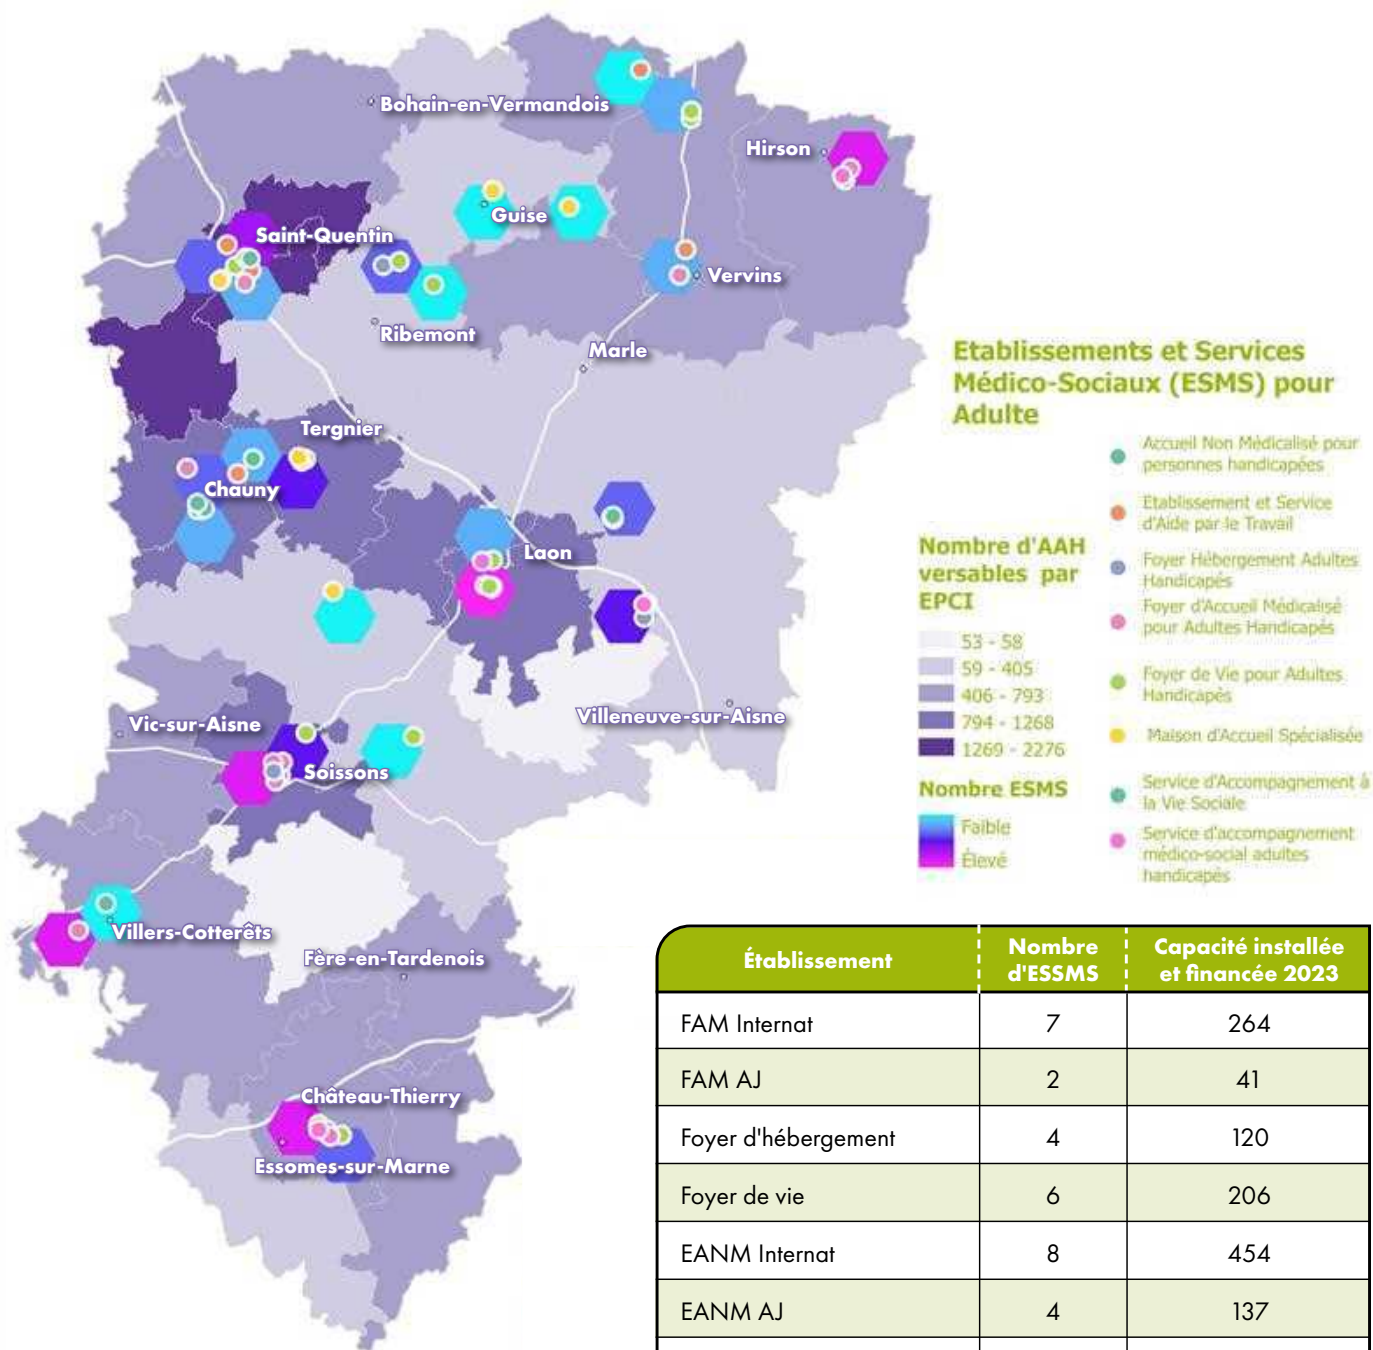 Bohain-en-Vermandois
Hirson
Guise
Saint-Quentin
Vervins
Ribemont
Marle
Tergnier
Chauny
Laon
Villeneuve-sur-Aisne
Vic-sur-Aisne
Soissons
Villers-Cotterêts
Fère-en-Tardenois
Château-Thierry
Essomes-sur-Marne
Etablissements et Services
Médico-Sociaux (ESMS) pour
Adulte
Accueil Non Médicalisé pour
personnes handicapées
Etablissement et Service
d'Aide par le Travail
Foyer Hébergement Adultes
Handicapés
Foyer d'Accueil Médicalisé
pour Adultes Handicapés
Foyer de Vie pour Adultes
Handicapés
Maison d'Accueil Spécialisée
Service d'Accompagnement à
la Vie Sociale
Service d'accompagnement
médico-social adultes
handicapés
Nombre d'AAH
versables par
EPCI
53 - 58
59 - 405
406 - 793
794 - 1268
1269 - 2276
Nombre ESMS
Faible
Élevé
Établissement Nombre d'ESSMS Capacité installée et financée 2023
FAM Internat 7 264
FAM AJ 2 41
Foyer d'hébergement 4 120
Foyer de vie 6 206
EANM Internat 8 454
EANM AJ 4 137